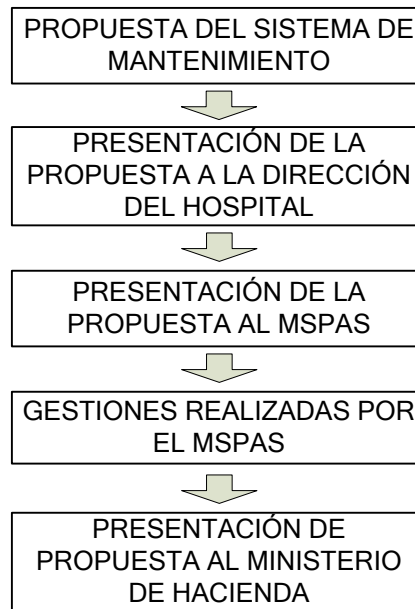 PROPUESTA DEL SISTEMA DE
MANTENIMIENTO
PRESENTACIÓN DE LA
PROPUESTA A LA DIRECCIÓN
DEL HOSPITAL
PRESENTACIÓN DE LA
PROPUESTA AL MSPAS
GESTIONES REALIZADAS POR
EL MSPAS
PRESENTACIÓN DE
PROPUESTA AL MINISTERIO
DE HACIENDA